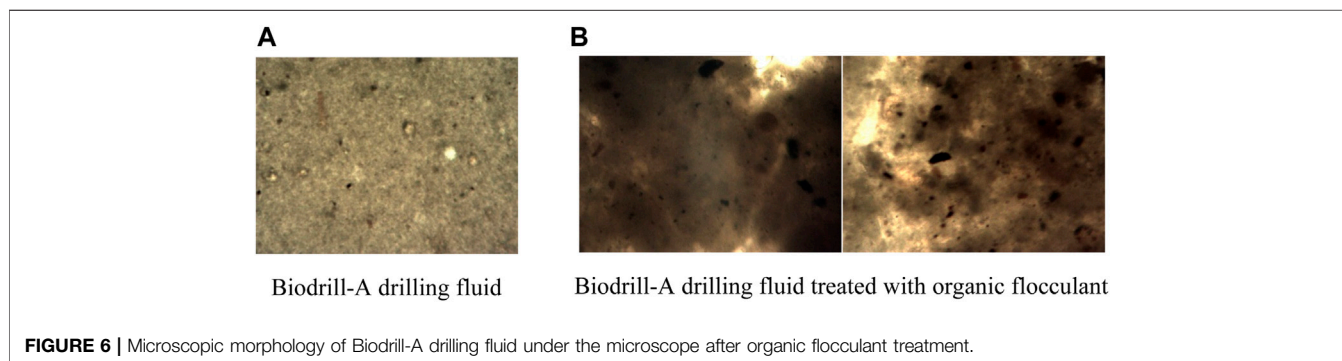 A
B
Biodrill-A drilling fluid
Biodrill-A drilling fluid treated with organic flocculant
FIGURE 6 | Microscopic morphology of Biodrill-A drilling fluid under the microscope after organic flocculant treatment.